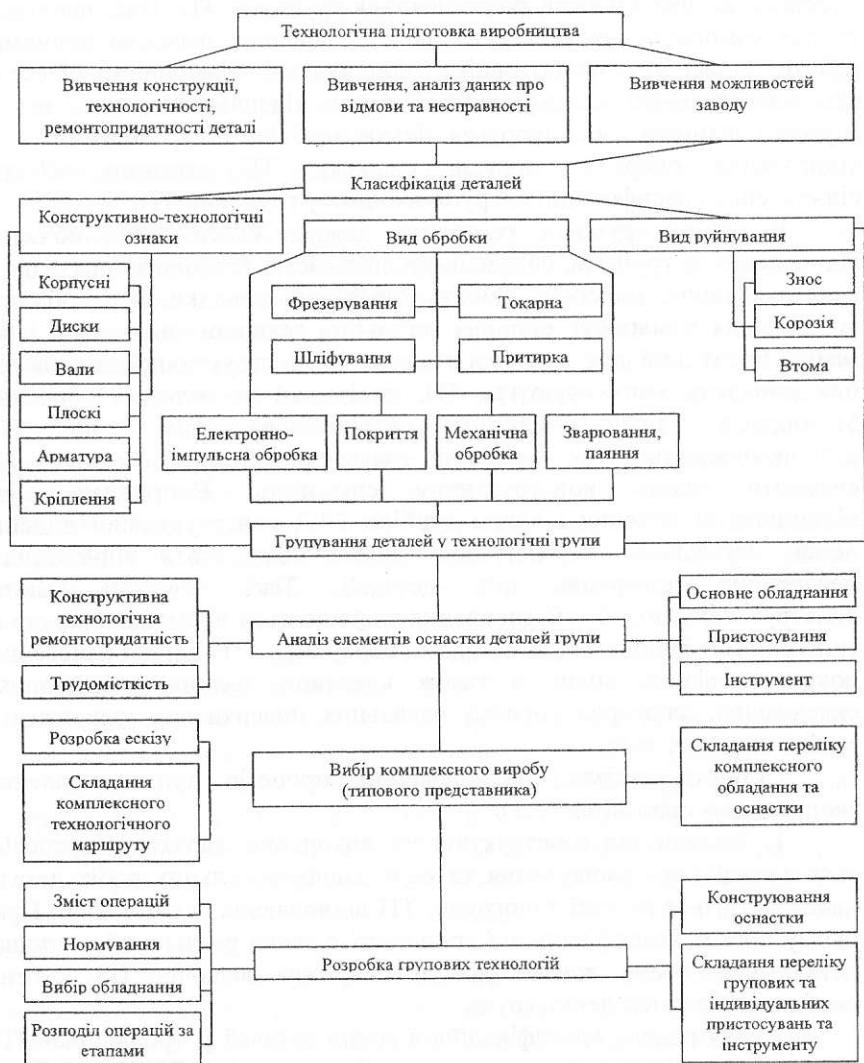 Технологічна підготовка виробництва
Вивчення конструкції,
технологічності,
ремонтопридатності деталі
Вивчення, аналіз даних про
відмови та несправності
Вивчення можливостей
заводу
Класифікація деталей
Конструктивно-технологічні
ознаки
Вид обробки
Вид руйнування
Корпусні
Диски
Вали
Плоскі
Арматура
Кріплення
Фрезерування
Токарна
Шліфування
Притирка
Знос
Корозія
Втома
Електронно-
імпульсна обробка
Покриття
Механічна
обробка
Зварювання,
паяння
Групування деталей у технологічні групи
Конструктивна
технологічна
ремонтопридатність
Трудомісткість
Аналіз елементів оснастки деталей групи
Основне обладнання
Пристосування
Інструмент
Розробка ескізу
Складання
комплексного
технологічного
маршруту
Вибір комплексного виробу
(типового представника)
Складання переліку
комплексного
обладання та
оснастки
Зміст операцій
Нормування
Вибір обладнання
Розподіл операцій за
етапами
Розробка групових технологій
Конструювання
оснастки
Складання переліку
групових та
індивідуальних
пристосувань та
інструменту